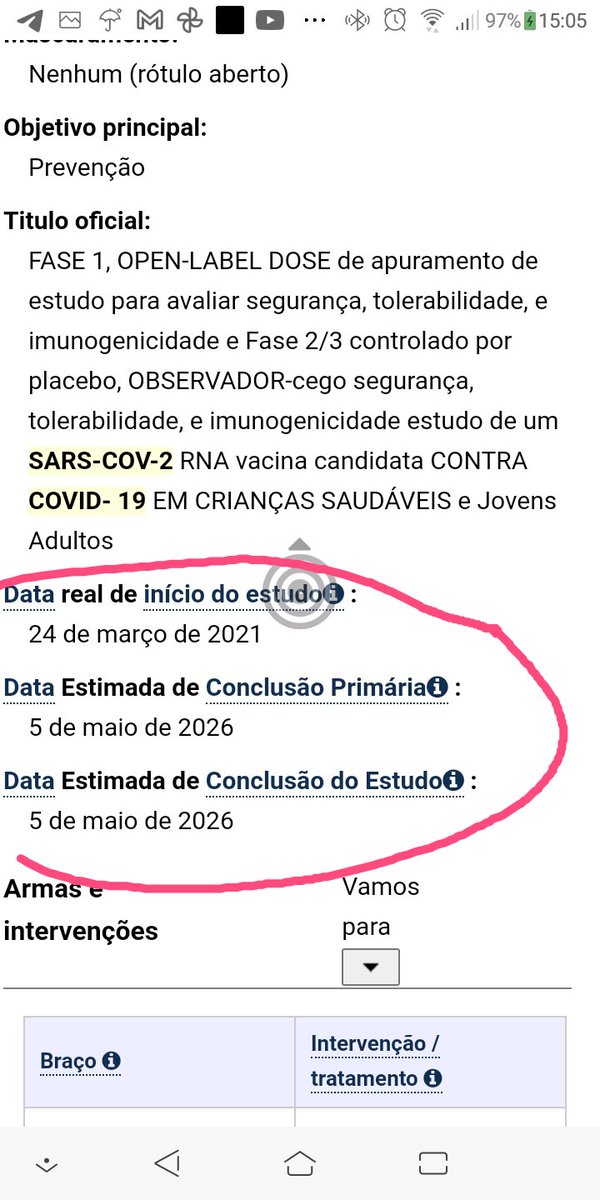 97% 15:05
Nenhum (rótulo aberto)
Objetivo principal:
Prevenção
Titulo oficial:
FASE 1, OPEN-LABEL DOSE de apuramento de
estudo para avaliar segurança, tolerabilidade, e
imunogenicidade e Fase 2/3 controlado por
placebo, OBSERVADOR-cego segurança,
tolerabilidade, e imunogenicidade estudo de um
SARS-COV-2 RNA vacina candidata CONTRA
COVID- 19 EM CRIANÇAS SAUDÁVEIS e Jovens
Adultos
Data real de início do estudo :
24 de março de 2021
Data Estimada de Conclusão Primária :
5 de maio de 2026
Data Estimada de Conclusão do Estudo :
5 de maio de 2026
Armas e
intervenções
Vamos
para
Braço
Intervenção /
tratamento